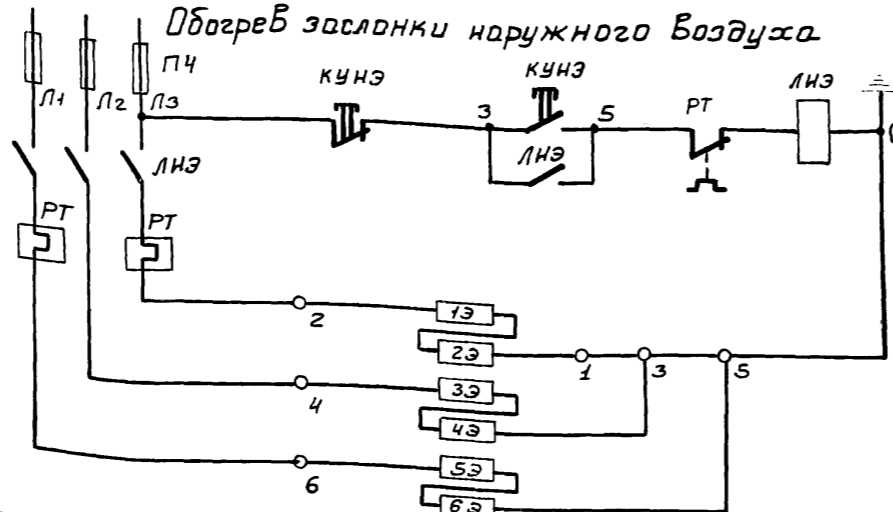 Обогрев заслонки наружного воздуха
П4
Л1 Л2 Л3
КУНЭ
3
КУНЭ
5
РТ
ЛНЭ
ЛНЭ
ЛНЭ
РТ
РТ
2
1Э
2Э
1
3
5
4
3Э
4Э
6
5Э
6Э